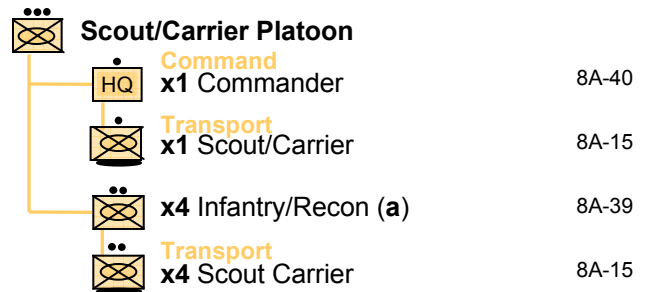 Scout/Carrier Platoon
Command
HQ x1 Commander 8A-40
Transport
x1 Scout/Carrier 8A-15
x4 Infantry/Recon (a) 8A-39
Transport
x4 Scout Carrier 8A-15